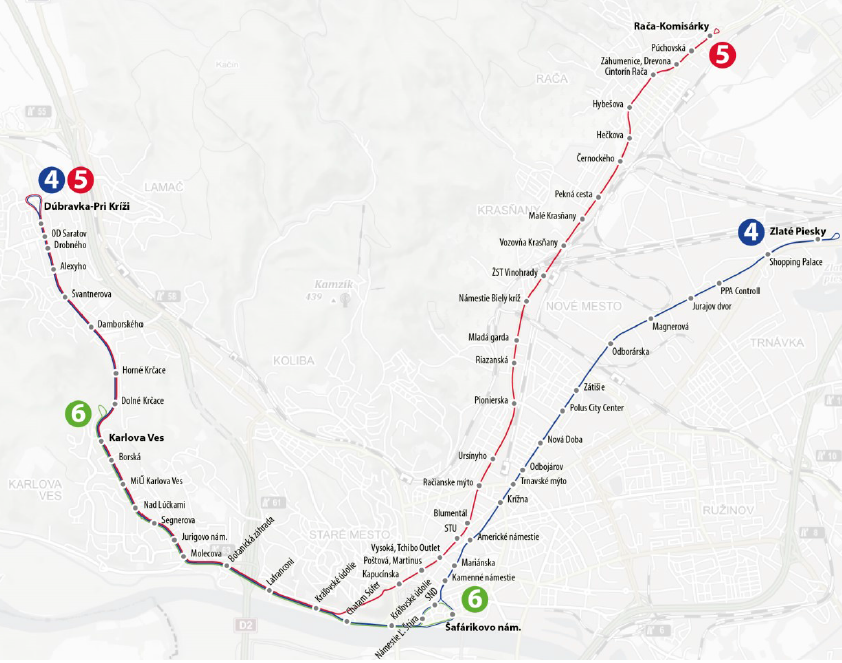 Rača-Komisárky
5
Púchovská
Záhumenice, Drevona
Cintorín Rača
RAČA
Hybešova
Hečkova
Černockého
Pekná cesta
KRASŇANY
Malé Krasňany
Vozovňa Krasňany
ŽST Vinohrady
Námestie Biely kríž
NOVÉ MESTO
Mladá garda
Riazanská
Pionierska
Ursínyho
Račianske mýto
Blumentál
STU
Vysoká, Tchibo Outlet
Poštová, Martinus
Kapucínska
4
Zlaté Piesky
Shopping Palace
PPA Controll
Jurajov dvor
Magnerová
TRNÁVKA
Odborárska
Zátišie
Polus City Center
Nová Doba
Odbojárov
Trnavské mýto
Krížna
RUŽINOV
Americké námestie
Mariánska
Kamenné námestie
6
Šafárikovo nám.
SND
Kráľovské údolie
Námestie Ľ. Štúra
Chatam Sófer
Kráľovské údolie
Lafranconi
Botanická záhrada
STARÉ MESTO
D2
61
4
5
Dúbravka-Pri Kríži
LAMAČ
OD Saratov
Drobného
Alexyho
Švantnerova
Damborského
Horné Krčace
Dolné Krčace
6
Karlova Ves
Borská
MiÚ Karlova Ves
KARLOVA
VES
Nad Lúčkami
Segnerova
Jurigovo nám.
Molecova
Kamzík
439
KOLIBA